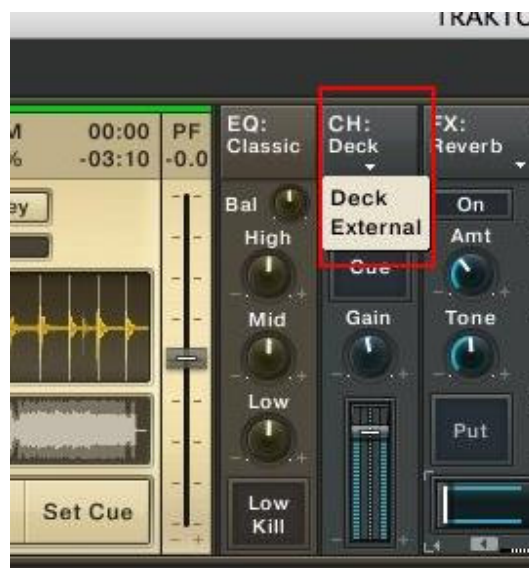 TRAKTO
M 00:00 PF
% -03:10 -0.0
EQ:
Classic
CH:
Deck
FX:
Reverb
ey
Bal
Deck
External
On
High
Cue
Amt
Mid
Gain
Tone
Low
Put
Set Cue
Low
Kill